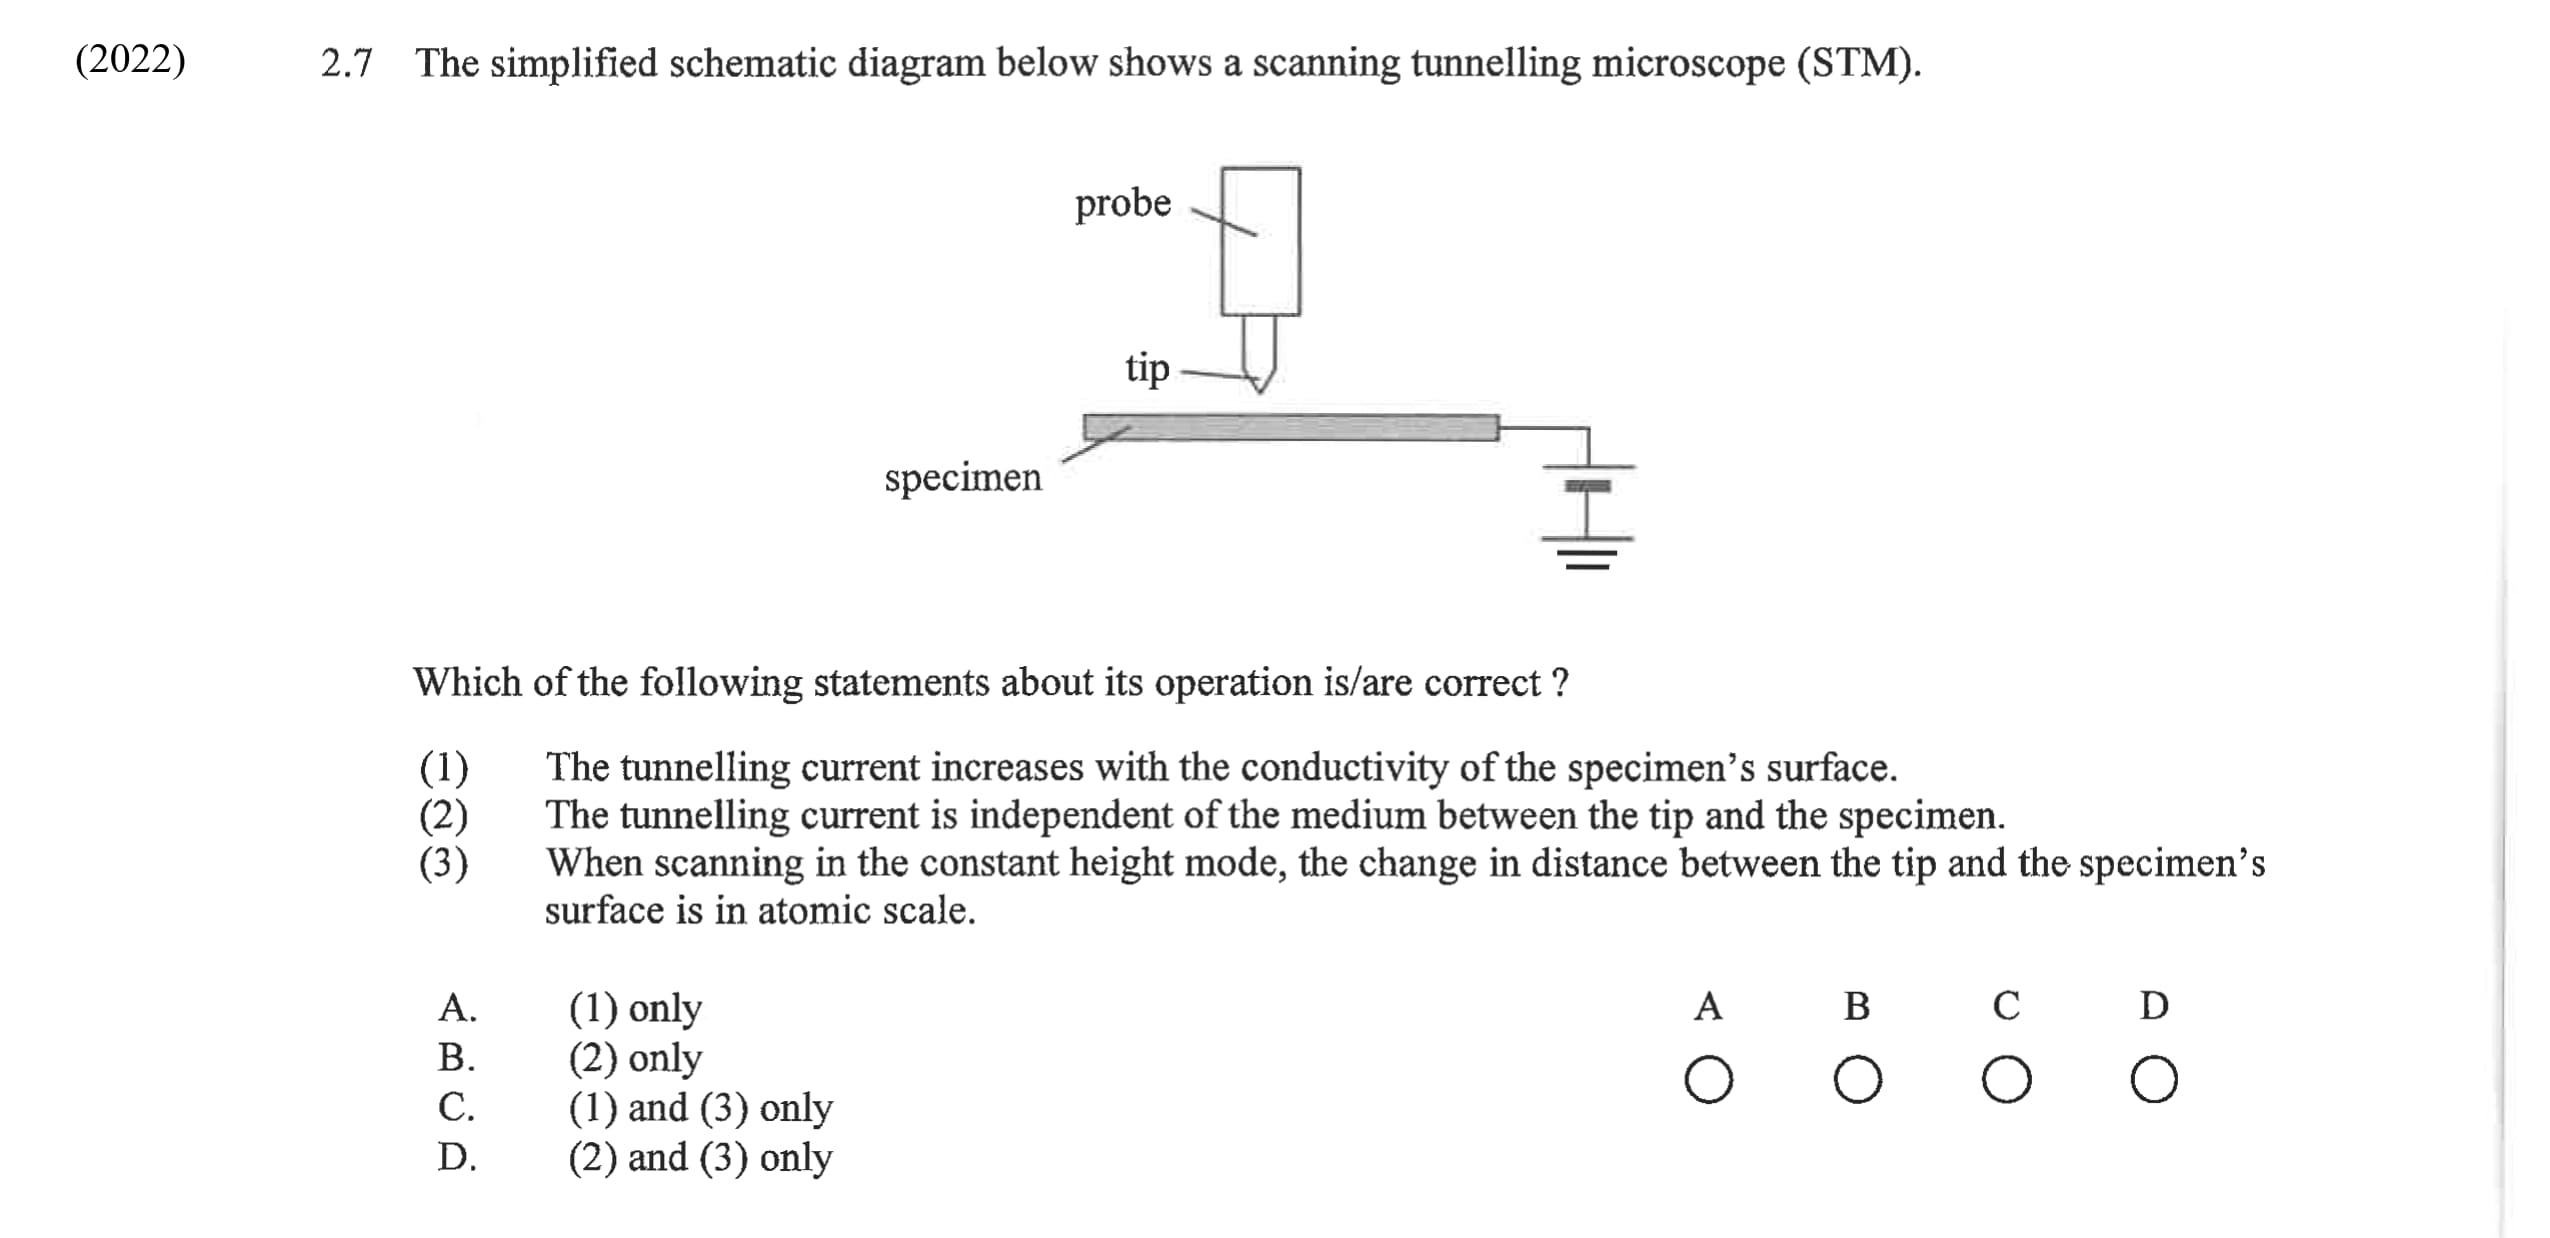 (2022) 2.7 The simplified schematic diagram below shows a scanning tunnelling microscope (STM).
probe
tip
specimen
Which of the following statements about its operation is/are correct ?
(1) The tunnelling current increases with the conductivity of the specimen’s surface.
(2) The tunnelling current is independent of the medium between the tip and the specimen.
(3) When scanning in the constant height mode, the change in distance between the tip and the specimen’s
surface is in atomic scale.
A. (1) only A B C D
B. (2) only
C. (1) and (3) only
D. (2) and (3) only